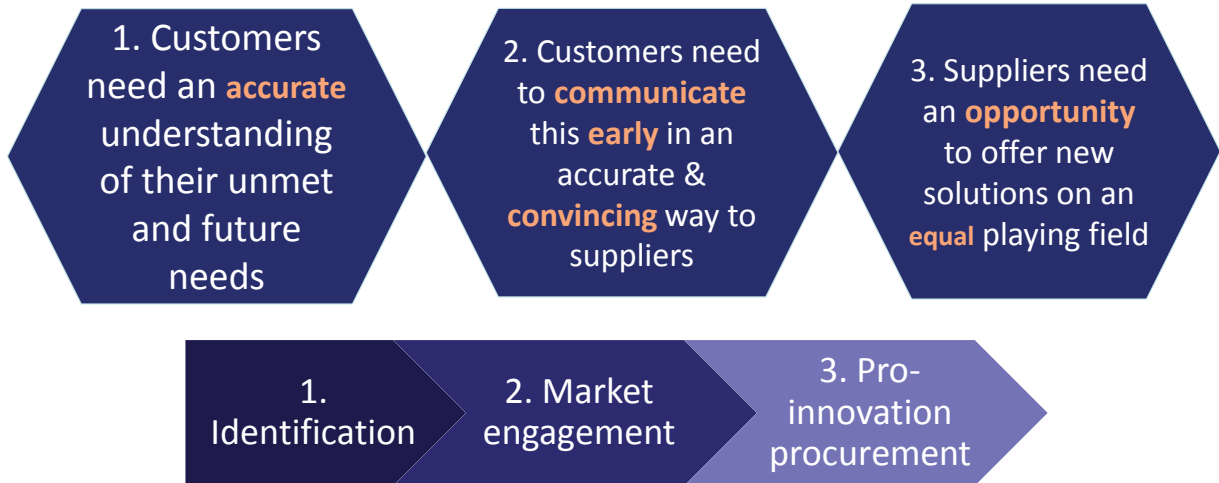 1. Customers
need an accurate
understanding
of their unmet
and future
needs
2. Customers need
to communicate
this early in an
accurate &
convincing way to
suppliers
3. Suppliers need
an opportunity
to offer new
solutions on an
equal playing field
1.
Identification
2. Market
engagement
3. Pro-
innovation
procurement